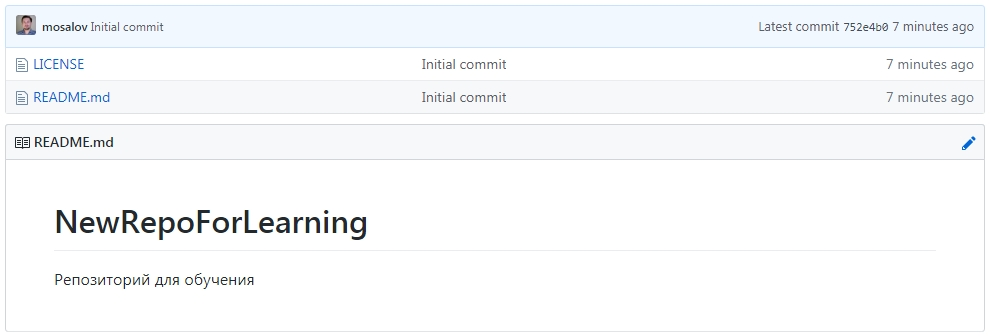 mosalov Initial commit Latest commit 752e4b0 7 minutes ago
LICENSE Initial commit 7 minutes ago
README.md Initial commit 7 minutes ago
README.md
NewRepoForLearning
Репозиторий для обучения